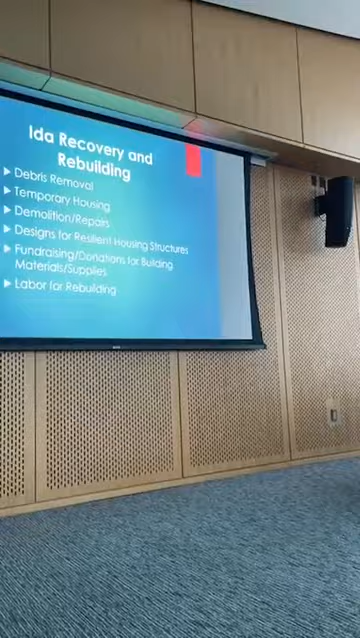 Ida Recovery and
Rebuilding
Debris Removal
Temporary Housing
Demolition/Repairs
Designs for Resilient Housing Structures
Fundraising/Donations for Building
Materials/Supplies
Labor for Rebuilding